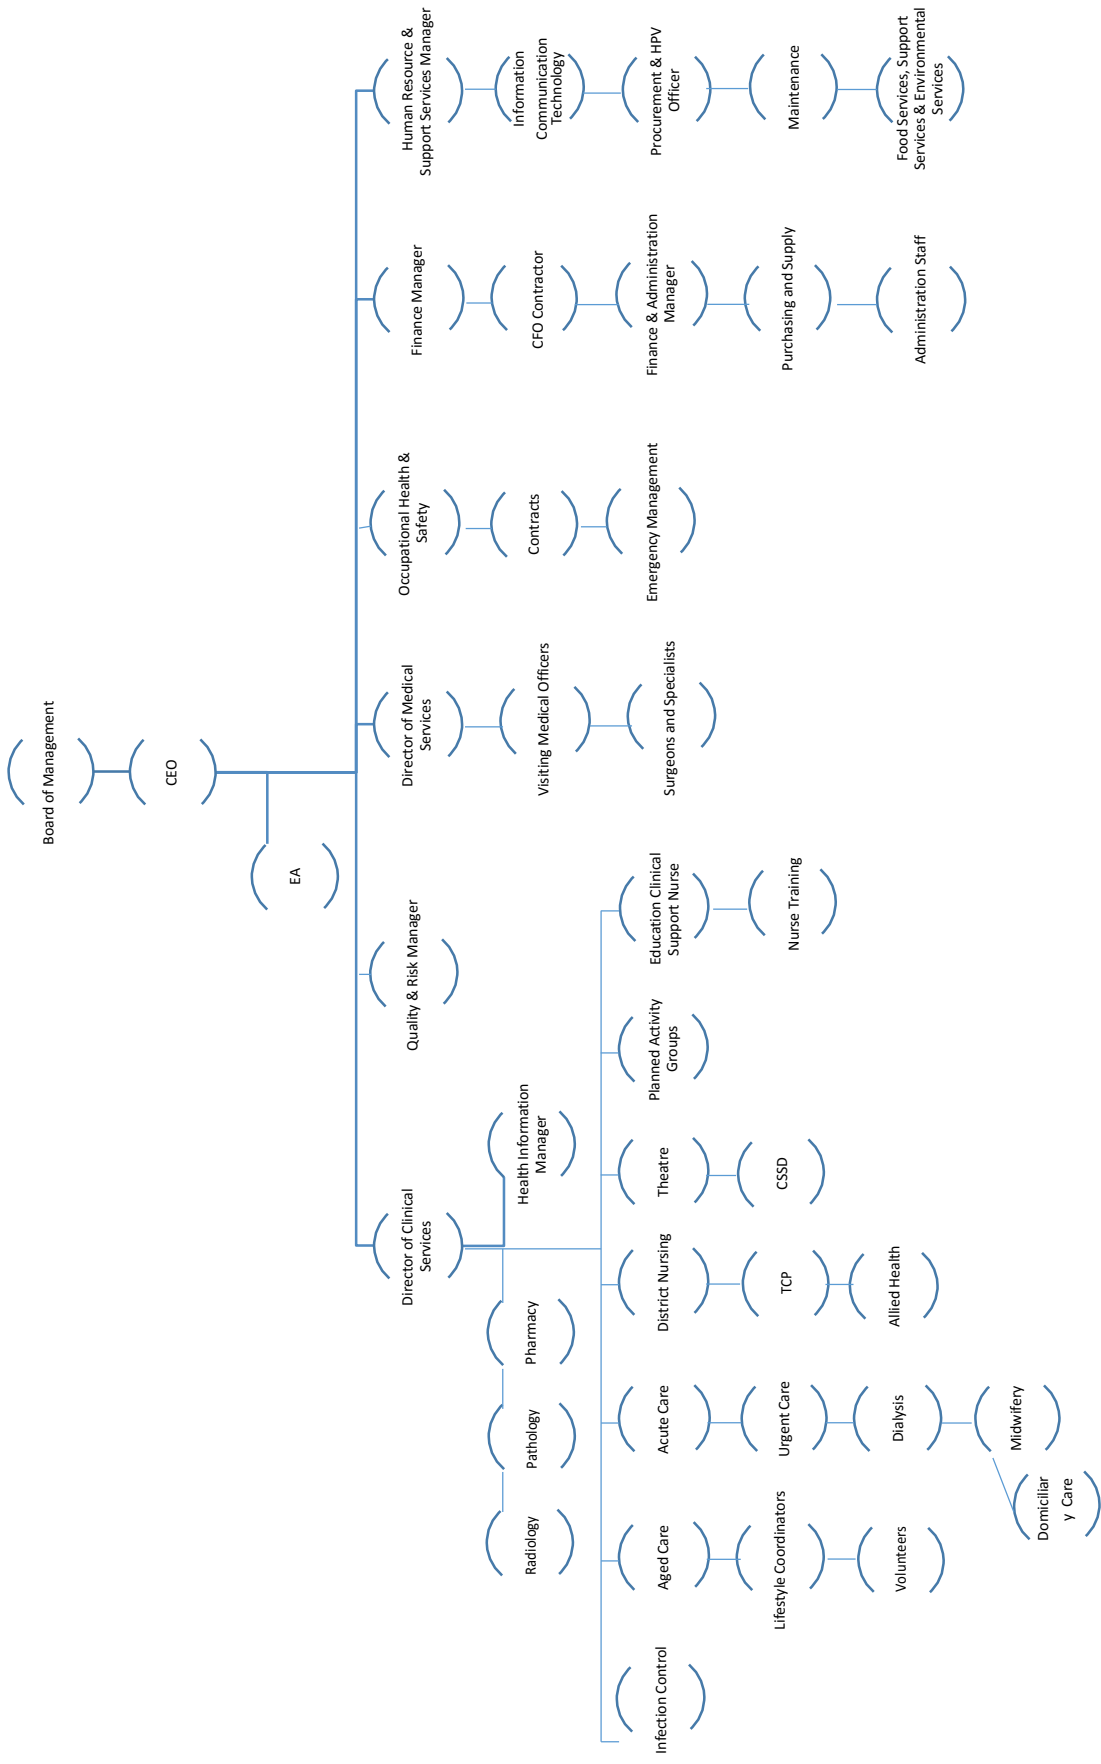 Board of Management
CEO
EA
Director of Clinical
Services
Quality & Risk Manager
Director of Medical
Services
Occupational Health &
Safety
Finance Manager
Human Resource &
Support Services Manager
Radiology
Pathology
Pharmacy
Health Information
Manager
Visiting Medical Officers
Contracts
CFO Contractor
Information
Communication
Technology
Infection Control
Aged Care
Acute Care
District Nursing
Theatre
Planned Activity
Groups
Education Clinical
Support Nurse
Surgeons and Specialists
Emergency Management
Finance & Administration
Manager
Procurement & HPV
Officer
Lifestyle Coordinators
Urgent Care
TCP
CSSD
Nurse Training
Purchasing and Supply
Maintenance
Volunteers
Dialysis
Allied Health
Administration Staff
Food Services, Support
Services & Environmental
Services
Midwifery
Domiciliar
y Care